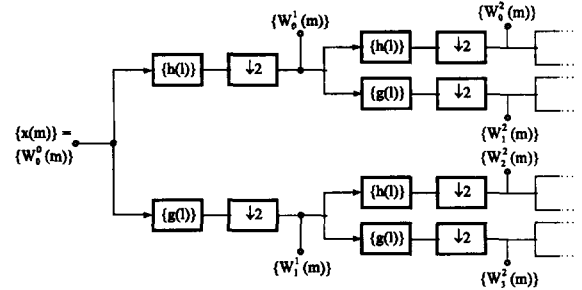 {W₀¹(m)}
{W₀²(m)}
{h(l)} ↓2
{h(l)} ↓2
{g(l)} ↓2
{x(m)} =
{W₀⁰(m)}
{W₁²(m)}
{W₂²(m)}
{h(l)} ↓2
{g(l)} ↓2
{g(l)} ↓2
{W₁¹(m)}
{W₃²(m)}